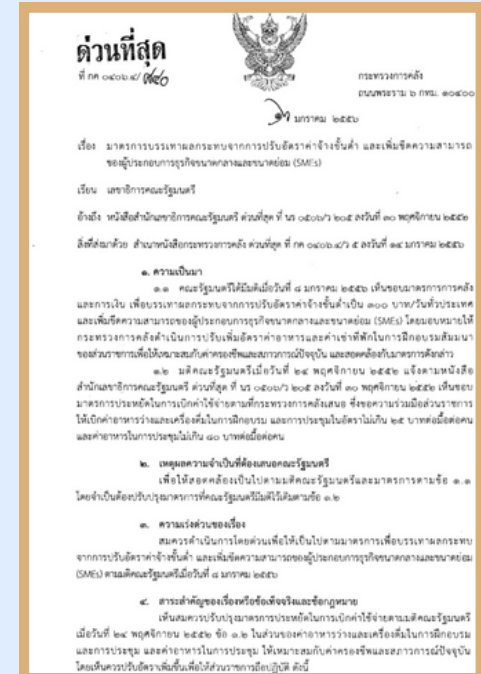 ด่วนที่สุด
ที่ กค ๐๔๐๖.๔/
กระทรวงการคลัง
ถนนพระราม ๖ กทม. ๑๐๔๐๐
มกราคม ๒๕๕๖
เรื่อง มาตรการบรรเทาผลกระทบจากการปรับอัตราค่าจ้างขั้นต่ำ และเพิ่มขีดความสามารถ
ของผู้ประกอบการธุรกิจขนาดกลางและขนาดย่อม (SMEs)
เรียน เลขาธิการคณะรัฐมนตรี
อ้างถึง หนังสือสำนักเลขาธิการคณะรัฐมนตรี ด่วนที่สุด ที่ นร ๐๕๐๖/ว ๒๐๕ ลงวันที่ ๓๐ พฤศจิกายน ๒๕๕๒
สิ่งที่ส่งมาด้วย สำเนาหนังสือกระทรวงการคลัง ด่วนที่สุด ที่ กค ๐๔๐๖.๔/ว ๕ ลงวันที่ ๑๔ มกราคม ๒๕๕๖
๑. ความเป็นมา
๑.๑ คณะรัฐมนตรีได้มีมติเมื่อวันที่ ๘ มกราคม ๒๕๕๖ เห็นชอบมาตรการการคลัง
และการเงิน เพื่อบรรเทาผลกระทบจากการปรับอัตราค่าจ้างขั้นต่ำเป็น ๓๐๐ บาท/วันทั่วประเทศ
และเพิ่มขีดความสามารถของผู้ประกอบการธุรกิจขนาดกลางและขนาดย่อม (SMEs) โดยมอบหมายให้
กระทรวงการคลังดำเนินการปรับเพิ่มอัตราค่าอาหารและค่าเช่าที่พักในการฝึกอบรมสัมมนา
ของส่วนราชการเพื่อให้เหมาะสมกับค่าครองชีพและสภาวการณ์ปัจจุบัน และสอดคล้องกับมาตรการดังกล่าว
๑.๒ มติคณะรัฐมนตรีเมื่อวันที่ ๒๔ พฤศจิกายน ๒๕๕๒ แจ้งตามหนังสือ
สำนักเลขาธิการคณะรัฐมนตรี ด่วนที่สุด ที่ นร ๐๕๐๖/ว ๒๐๕ ลงวันที่ ๓๐ พฤศจิกายน ๒๕๕๒ เห็นชอบ
มาตรการประหยัดในการเบิกค่าใช้จ่ายตามที่กระทรวงการคลังเสนอ ซึ่งขอความร่วมมือส่วนราชการ
ให้เบิกค่าอาหารว่างและเครื่องดื่มในการฝึกอบรม และการประชุมในอัตราไม่เกิน ๒๕ บาทต่อมื้อต่อคน
และค่าอาหารในการประชุมไม่เกิน ๘๐ บาทต่อมื้อต่อคน
๒. เหตุผลความจำเป็นที่ต้องเสนอคณะรัฐมนตรี
เพื่อให้สอดคล้องเป็นไปตามมติคณะรัฐมนตรีและมาตรการตามข้อ ๑.๑
โดยจำเป็นต้องปรับปรุงมาตรการที่คณะรัฐมนตรีมีมติไว้เดิมตามข้อ ๑.๒
๓. ความเร่งด่วนของเรื่อง
สมควรดำเนินการโดยด่วนเพื่อให้เป็นไปตามมาตรการเพื่อบรรเทาผลกระทบ
จากการปรับอัตราค่าจ้างขั้นต่ำ และเพิ่มขีดความสามารถของผู้ประกอบการธุรกิจขนาดกลางและขนาดย่อม
(SMEs) ตามมติคณะรัฐมนตรีเมื่อวันที่ ๘ มกราคม ๒๕๕๖
๔. สาระสำคัญของเรื่องหรือข้อเท็จจริงและข้อกฎหมาย
เห็นสมควรปรับปรุงมาตรการประหยัดในการเบิกค่าใช้จ่ายตามมติคณะรัฐมนตรี
เมื่อวันที่ ๒๔ พฤศจิกายน ๒๕๕๒ ข้อ ๑.๒ ในส่วนของค่าอาหารว่างและเครื่องดื่มในการฝึกอบรม
และการประชุม และค่าอาหารในการประชุม ให้เหมาะสมกับค่าครองชีพและสภาวการณ์ปัจจุบัน
โดยเห็นควรปรับอัตราเพิ่มขึ้นเพื่อให้ส่วนราชการถือปฏิบัติ ดังนี้